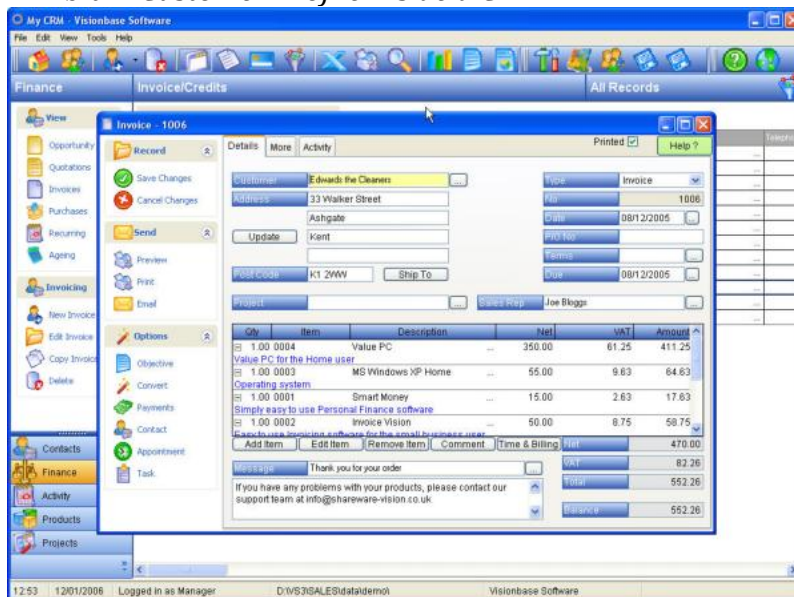 My CRM - Visionbase Software
File Edit View Tools Help
Finance
Invoice/Credits
All Records
View
Opportunity
Quotations
Invoices
Purchases
Recurring
Ageing
Invoicing
New Invoice
Edit Invoice
Copy Invoice
Delete
Contacts
Finance
Activity
Products
Projects
Invoice - 1006
Record
Save Changes
Cancel Changes
Send
Preview
Print
Email
Options
Objective
Convert
Payments
Contact
Appointment
Task
Details More Activity
Printed
Help ?
Customer Edwards the Cleaners ...
Type Invoice
Address 33 Walker Street
No 1006
Ashgate
Date 08/12/2005 ...
Update Kent
P/O No
Terms ...
Post Code K1 2WW Ship To
Due 08/12/2005 ...
Project ... Sales Rep Joe Bloggs ...
Qty Item Description Net VAT Amount
1.00 0004 Value PC ... 350.00 61.25 411.25
Value PC for the Home user
1.00 0003 MS Windows XP Home ... 55.00 9.63 64.63
Operating system
1.00 0001 Smart Money ... 15.00 2.63 17.63
Simply easy to use Personal Finance software
1.00 0002 Invoice Vision ... 50.00 8.75 58.75
Easy to use Invoicing software for the small business user
Add Item Edit Item Remove Item Comment Time & Billing
Net 470.00
VAT 82.26
Total 552.26
Balance 552.26
Message Thank you for your order ...
If you have any problems with your products, please contact our
support team at info@shareware-vision.co.uk
12:53 12/01/2006 Logged in as Manager D:\VS3\SALES\data\demo\ Visionbase Software